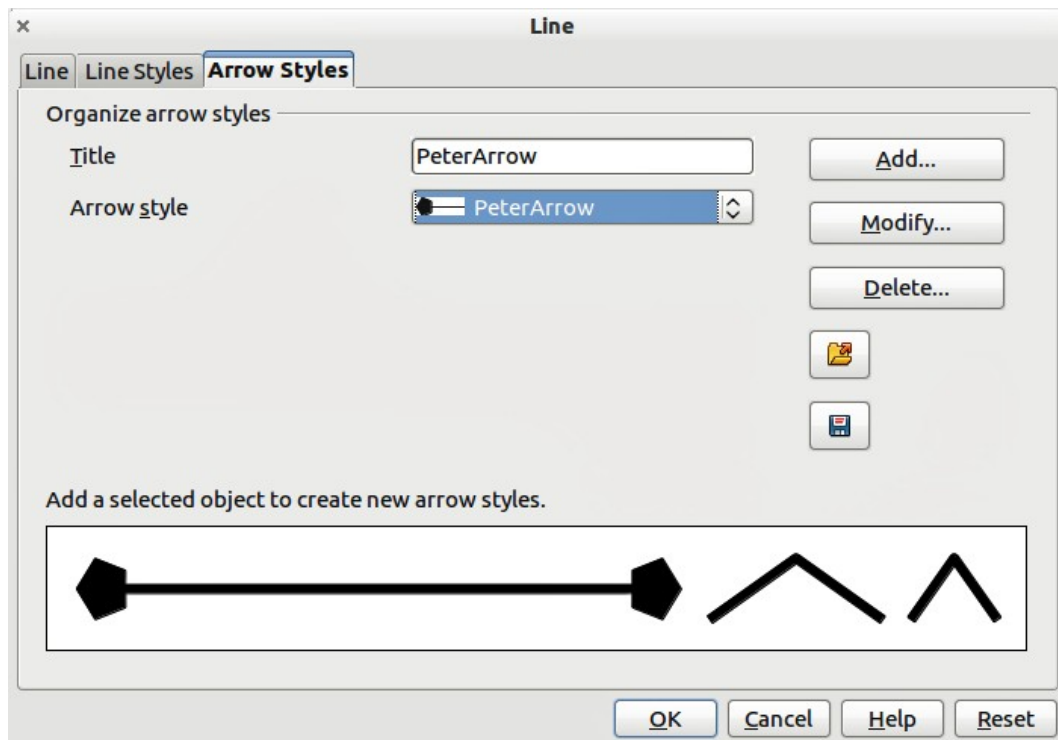 Line
Line Line Styles Arrow Styles
Organize arrow styles
Title PeterArrow Add...
Arrow style PeterArrow
Modify...
Delete...
Add a selected object to create new arrow styles.
OK Cancel Help Reset